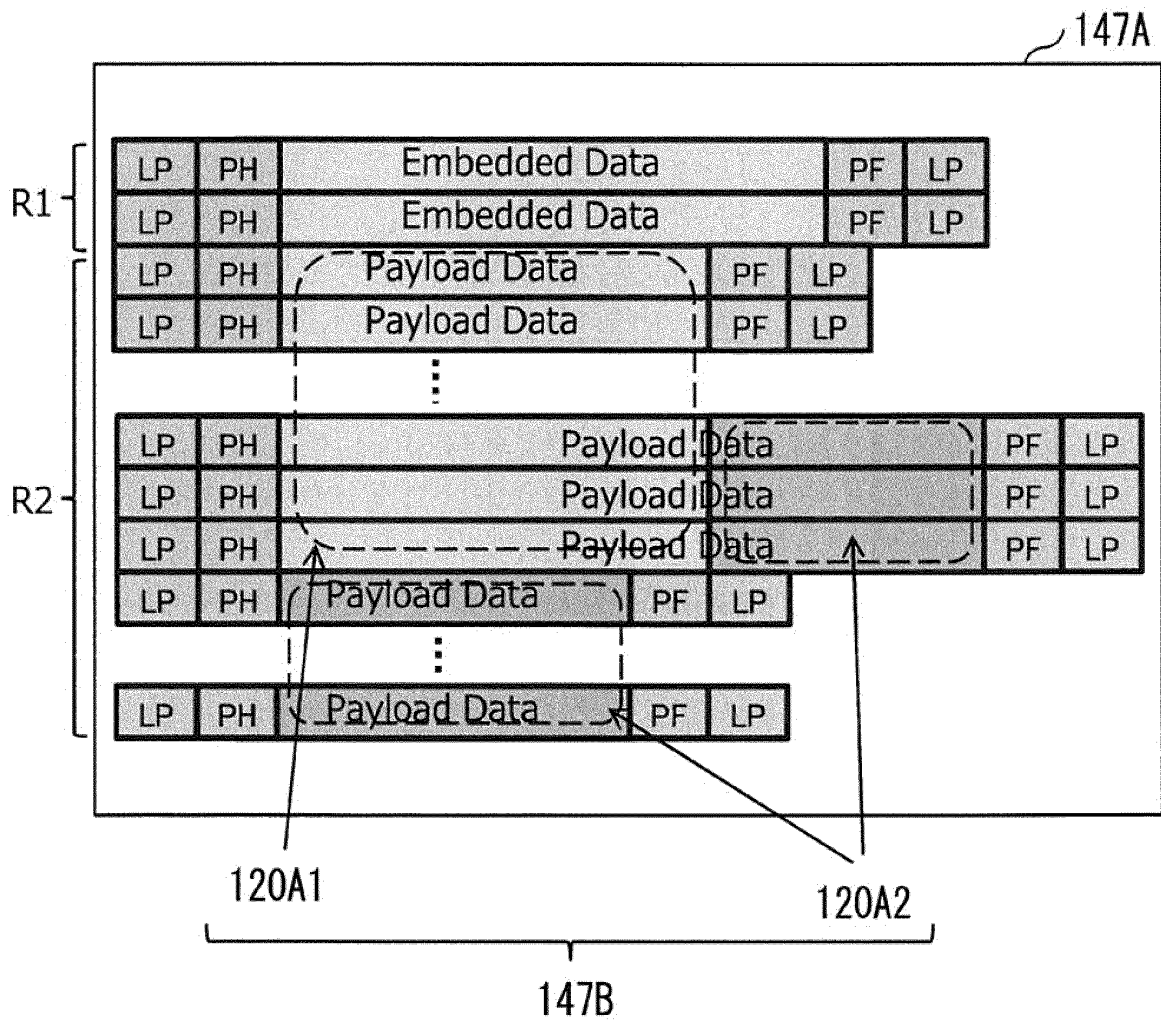 147A
LP PH Embedded Data PF LP
R1
LP PH Embedded Data PF LP
LP PH Payload Data PF LP
LP PH Payload Data PF LP
LP PH Payload Data PF LP
R2 LP PH Payload Data PF LP
LP PH Payload Data PF LP
LP PH Payload Data PF LP
LP PH Payload Data PF LP
120A1 120A2
147B